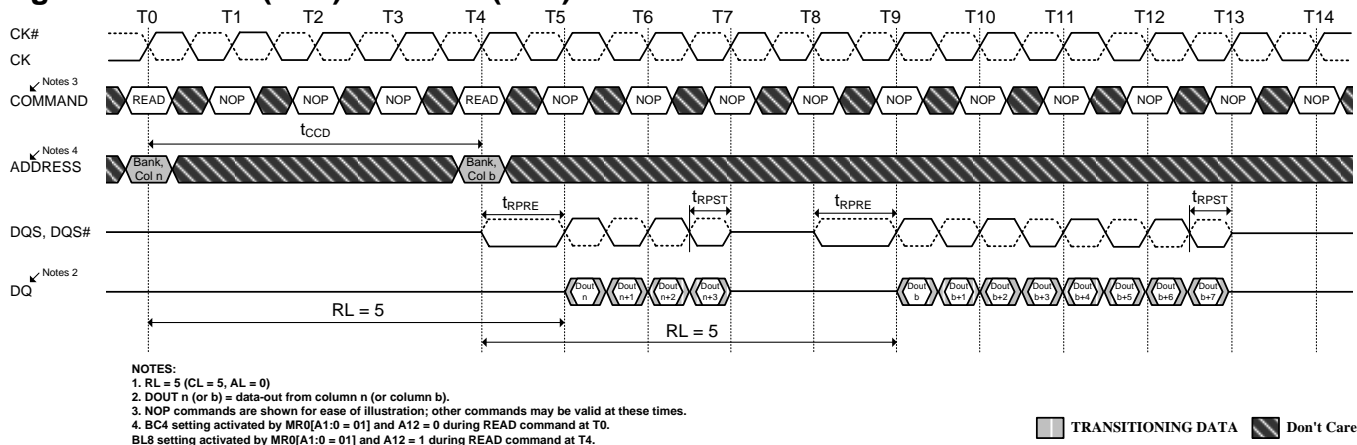 T0 T1 T2 T3 T4 T5 T6 T7 T8 T9 T10 T11 T12 T13 T14
CK#
CK
Notes 3
COMMAND READ NOP NOP NOP READ NOP NOP NOP NOP NOP NOP NOP NOP NOP NOP
tCCD
Notes 4
ADDRESS
Bank, Col n
Bank, Col b
tRPRE tRPST tRPRE tRPST
DQS, DQS#
Notes 2
DQ
Dout n
Dout n+1
Dout n+2
Dout n+3
Dout b
Dout b+1
Dout b+2
Dout b+3
Dout b+4
Dout b+5
Dout b+6
Dout b+7
RL = 5
RL = 5
NOTES:
1. RL = 5 (CL = 5, AL = 0)
2. DOUT n (or b) = data-out from column n (or column b).
3. NOP commands are shown for ease of illustration; other commands may be valid at these times.
4. BC4 setting activated by MR0[A1:0 = 01] and A12 = 0 during READ command at T0.
BL8 setting activated by MR0[A1:0 = 01] and A12 = 1 during READ command at T4.
TRANSITIONING DATA
Don't Care